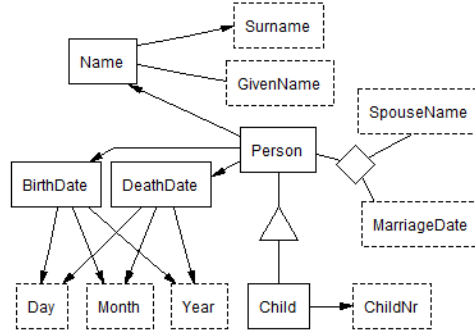 Surname
Name
GivenName
SpouseName
Person
BirthDate
DeathDate
MarriageDate
Day
Month
Year
Child
ChildNr